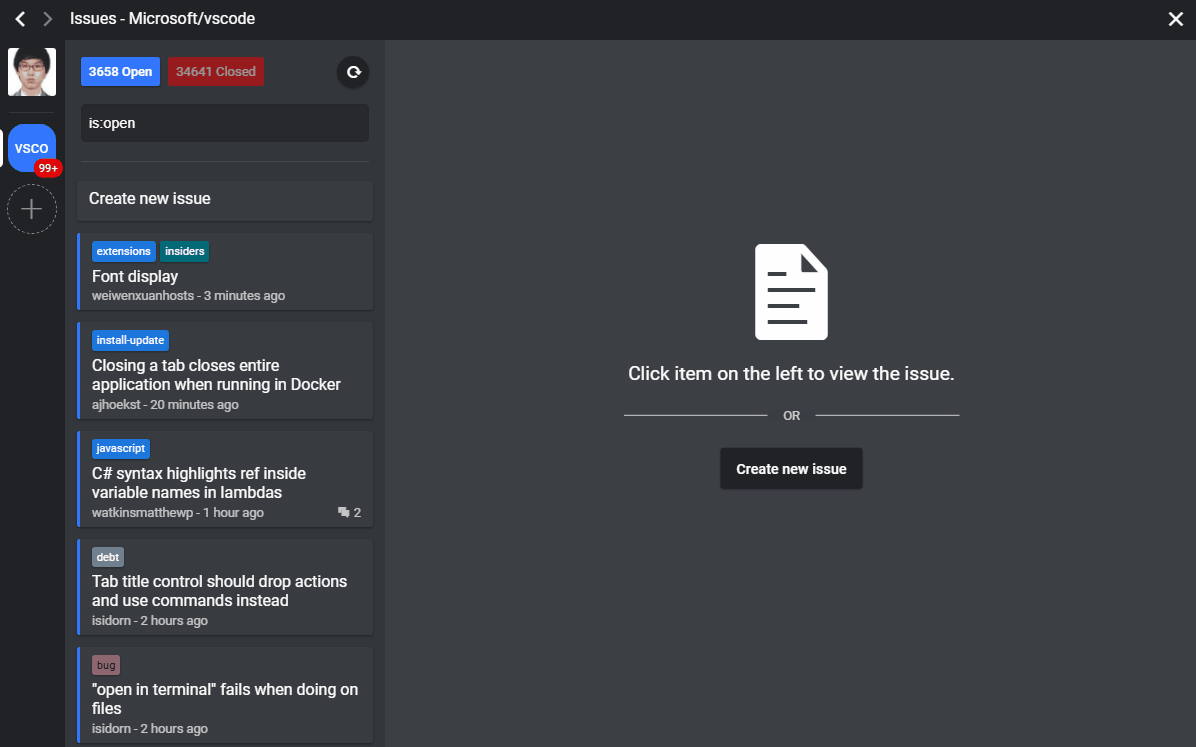 Issues - Microsoft/vscode
VSCO
99+
3658 Open
34641 Closed
is:open
Create new issue
extensions insiders
Font display
weiwenxuanhosts - 3 minutes ago
install-update
Closing a tab closes entire
application when running in Docker
ajhoekst - 20 minutes ago
javascript
C# syntax highlights ref inside
variable names in lambdas
watkinsmatthewp - 1 hour ago
2
debt
Tab title control should drop actions
and use commands instead
isidorn - 2 hours ago
bug
"open in terminal" fails when doing on
files
isidorn - 2 hours ago
Click item on the left to view the issue.
OR
Create new issue